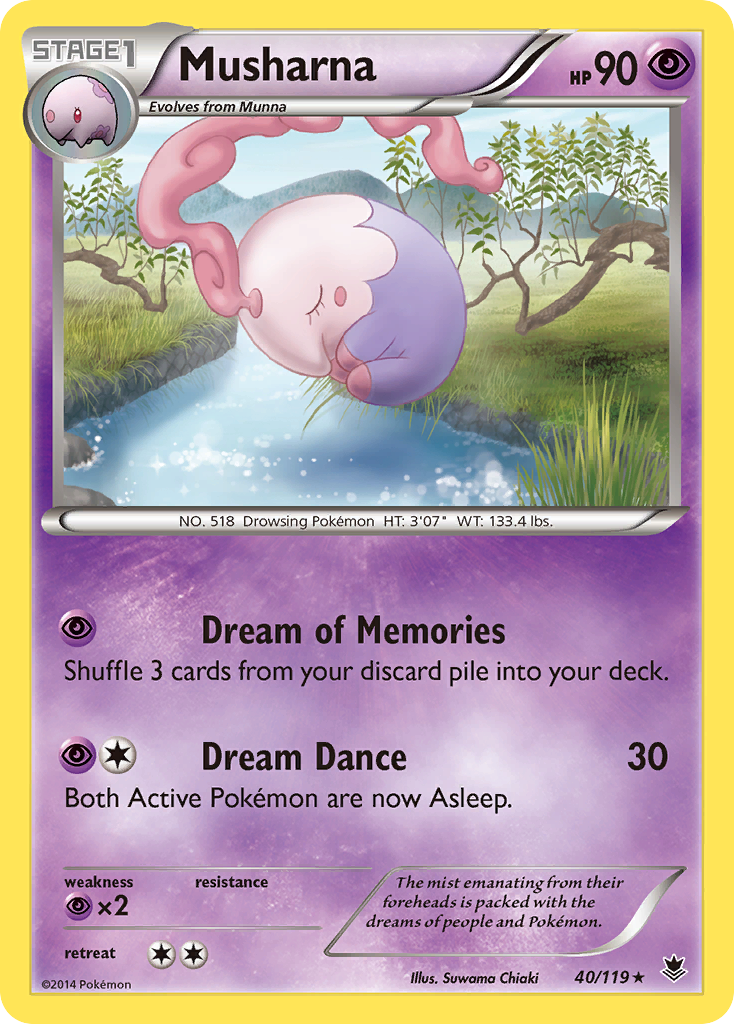 STAGE1
Musharna
HP 90
Evolves from Munna
NO. 518 Drowsing Pokémon HT: 3'07" WT: 133.4 lbs.
Dream of Memories
Shuffle 3 cards from your discard pile into your deck.
Dream Dance 30
Both Active Pokémon are now Asleep.
weakness resistance
×2
The mist emanating from their
foreheads is packed with the
dreams of people and Pokémon.
retreat
©2014 Pokémon
Illus. Suwama Chiaki
40/119 ★